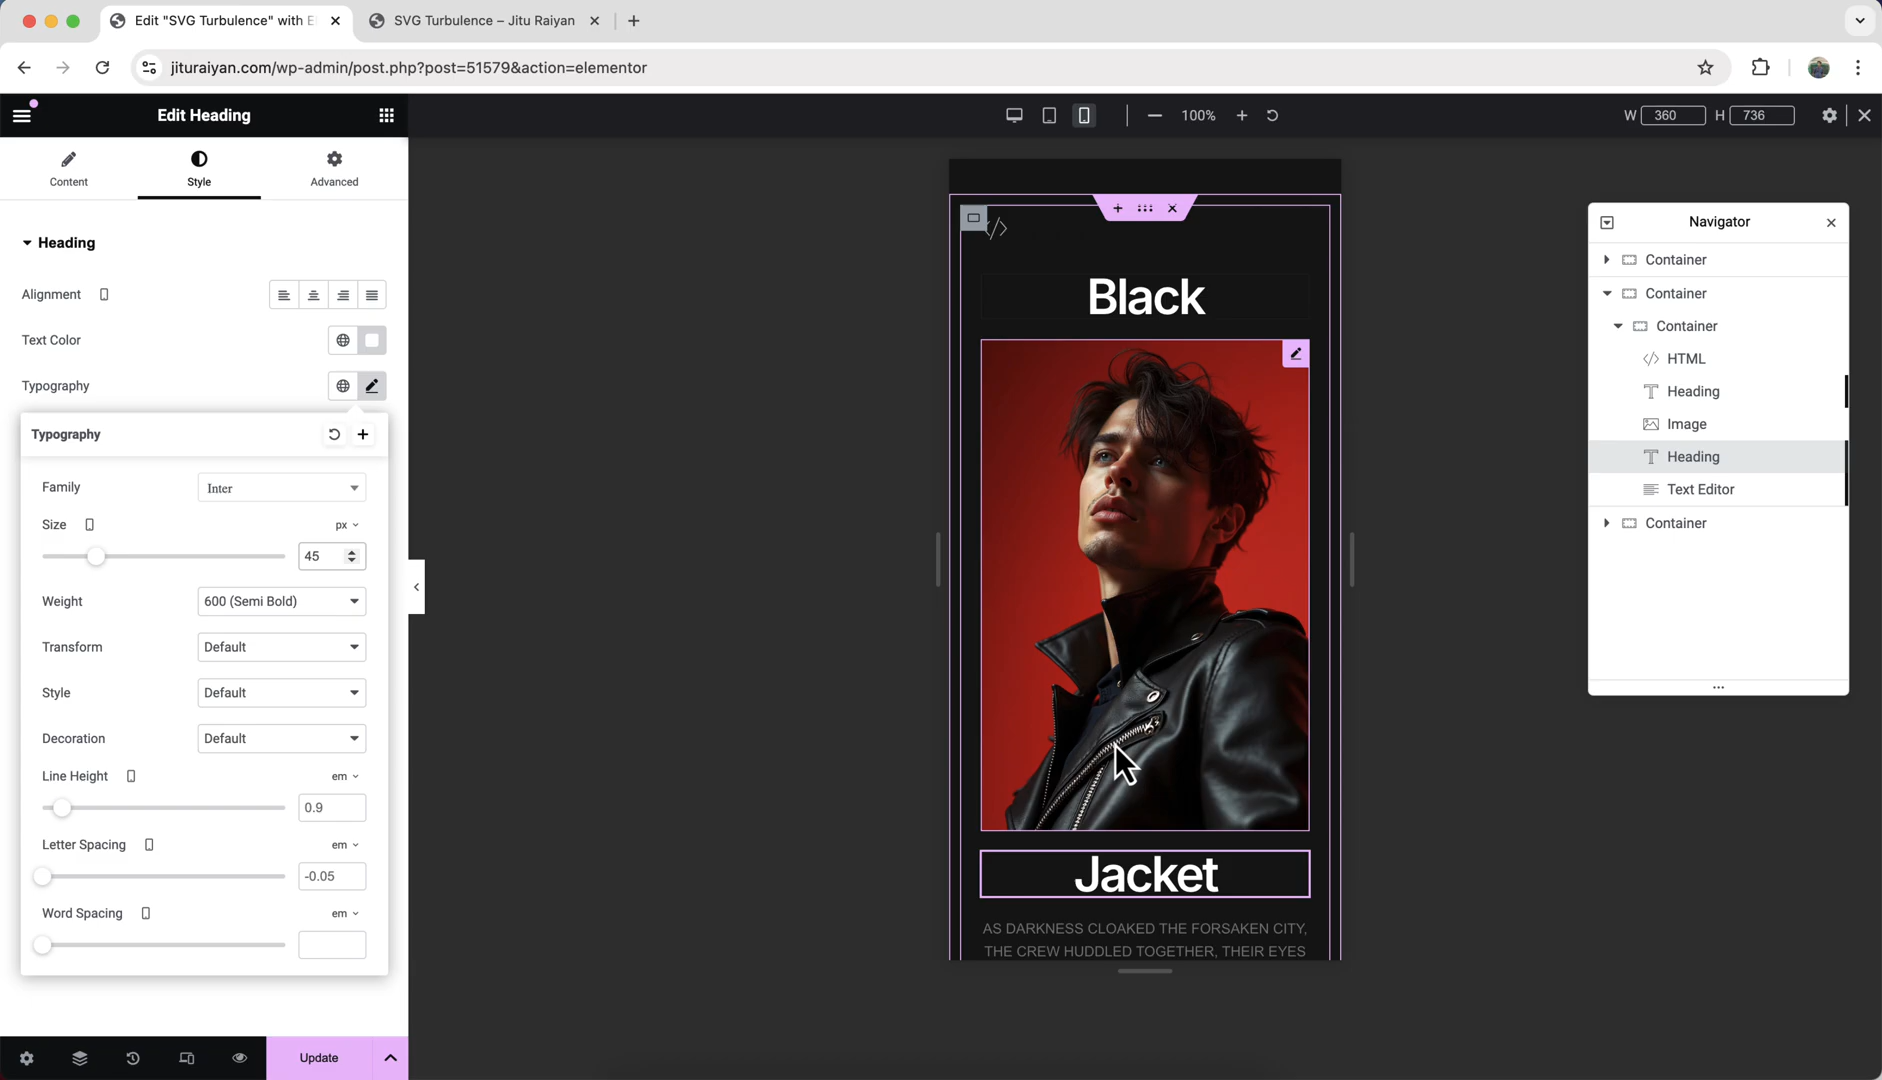 Edit "SVG Turbulence" with E
SVG Turbulence – Jitu Raiyan
jituraiyan.com/wp-admin/post.php?post=51579&action=elementor
Edit Heading
100%
W 360 H 736
Content
Style
Advanced
Heading
Alignment
Text Color
Typography
Typography
Family
Inter
Size
px
45
Weight
600 (Semi Bold)
Transform
Default
Style
Default
Decoration
Default
Line Height
em
0.9
Letter Spacing
em
-0.05
Word Spacing
em
Update
Black
Jacket
AS DARKNESS CLOAKED THE FORSAKEN CITY,
THE CREW HUDDLED TOGETHER, THEIR EYES
Navigator
Container
Container
Container
HTML
Heading
Image
Heading
Text Editor
Container